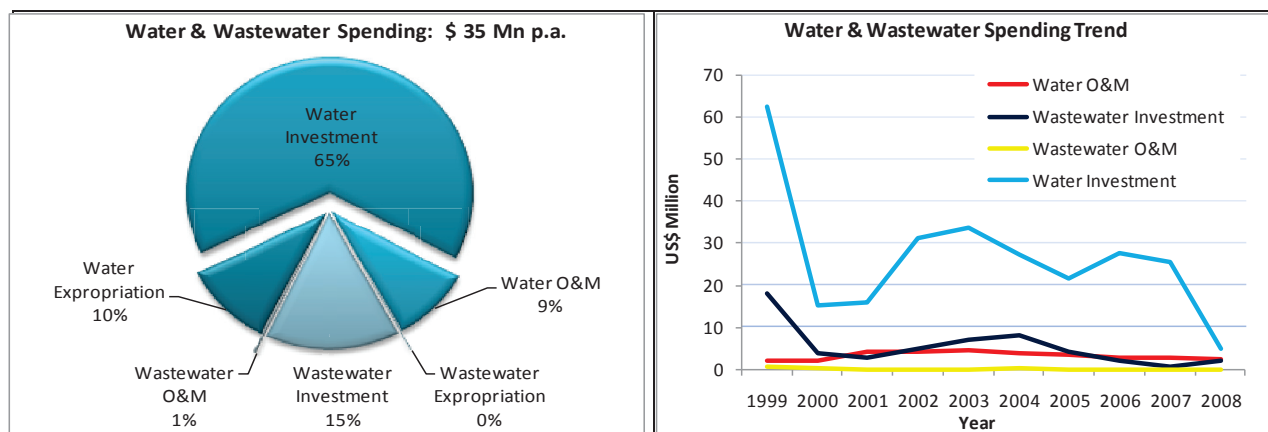 Water & Wastewater Spending: $ 35 Mn p.a.
Water
Investment
65%
Water
Expropriation
10%
Water O&M
9%
Wastewater
O&M
1%
Wastewater
Investment
15%
Wastewater
Expropriation
0%
Water & Wastewater Spending Trend
US$ Million
70
60
50
40
30
20
10
0
Water O&M
Wastewater Investment
Wastewater O&M
Water Investment
1999 2000 2001 2002 2003 2004 2005 2006 2007 2008
Year